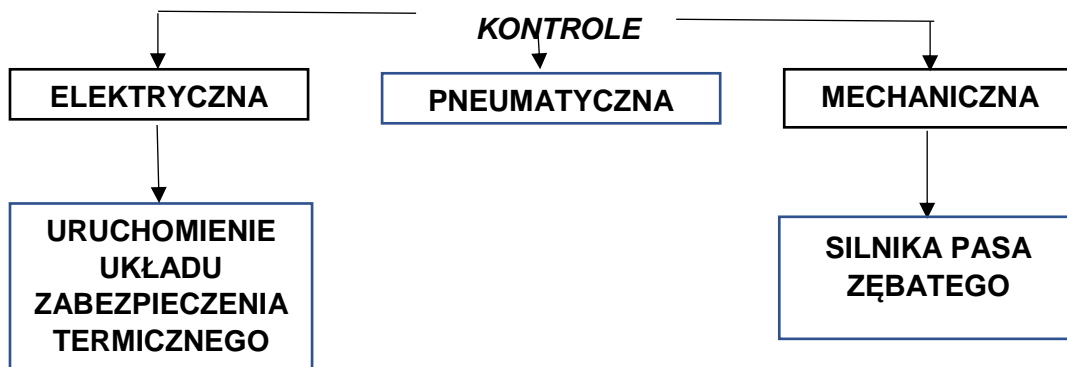 KONTROLE
ELEKTRYCZNA
PNEUMATYCZNA
MECHANICZNA
URUCHOMIENIE
UKŁADU
ZABEZPIECZENIA
TERMICZNEGO
SILNIKA PASA
ZĘBATEGO